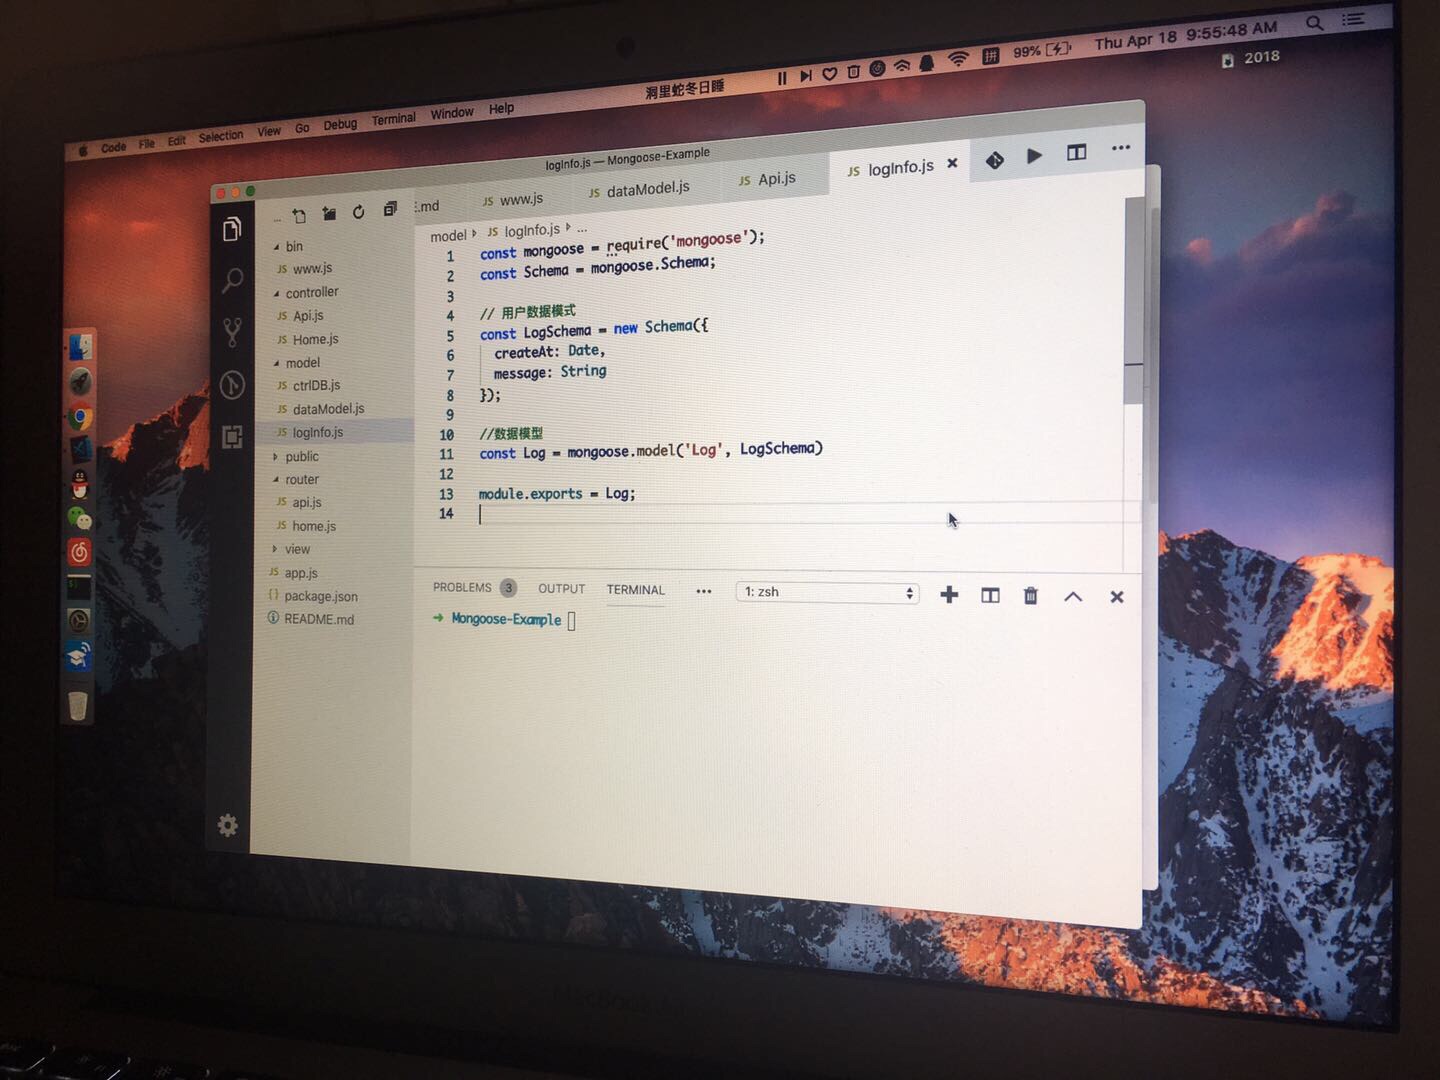 Code File Edit Selection View Go Debug Terminal Window Help 洞里蛇冬日睡 99% Thu Apr 18 9:55:48 AM
2018
logInfo.js — Mongoose-Example
.md JS www.js JS dataModel.js JS Api.js JS logInfo.js
model JS logInfo.js ...
bin
JS www.js
controller
JS Api.js
JS Home.js
model
JS ctrlDB.js
JS dataModel.js
JS logInfo.js
public
router
JS api.js
JS home.js
view
JS app.js
{} package.json
README.md
1 const mongoose = require('mongoose');
2 const Schema = mongoose.Schema;
3
4 // 用户数据模式
5 const LogSchema = new Schema({
6 createAt: Date,
7 message: String
8 });
9
10 //数据模型
11 const Log = mongoose.model('Log', LogSchema)
12
13 module.exports = Log;
14
PROBLEMS 3 OUTPUT TERMINAL ... 1: zsh
→ Mongoose-Example